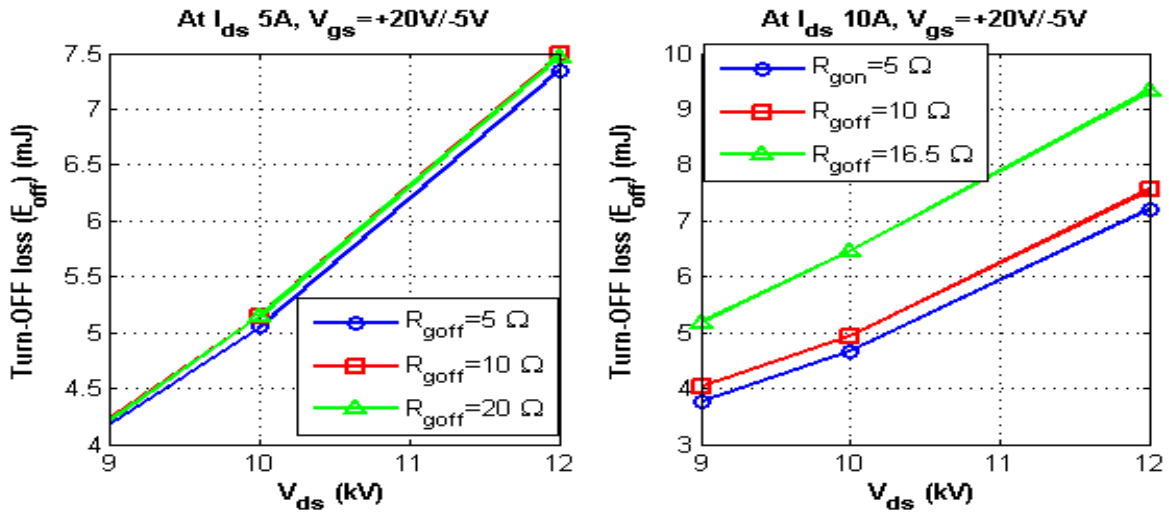 At Ids 5A, Vgs=+20V/-5V
Turn-OFF loss (Eoff) (mJ)
7.5
7
6.5
6
5.5
5
4.5
4
Rgoff=5 Ω
Rgoff=10 Ω
Rgoff=20 Ω
9
10
11
12
Vds (kV)
At Ids 10A, Vgs=+20V/-5V
Turn-OFF loss (Eoff) (mJ)
10
9
8
7
6
5
4
3
Rgon=5 Ω
Rgoff=10 Ω
Rgoff=16.5 Ω
9
10
11
12
Vds (kV)